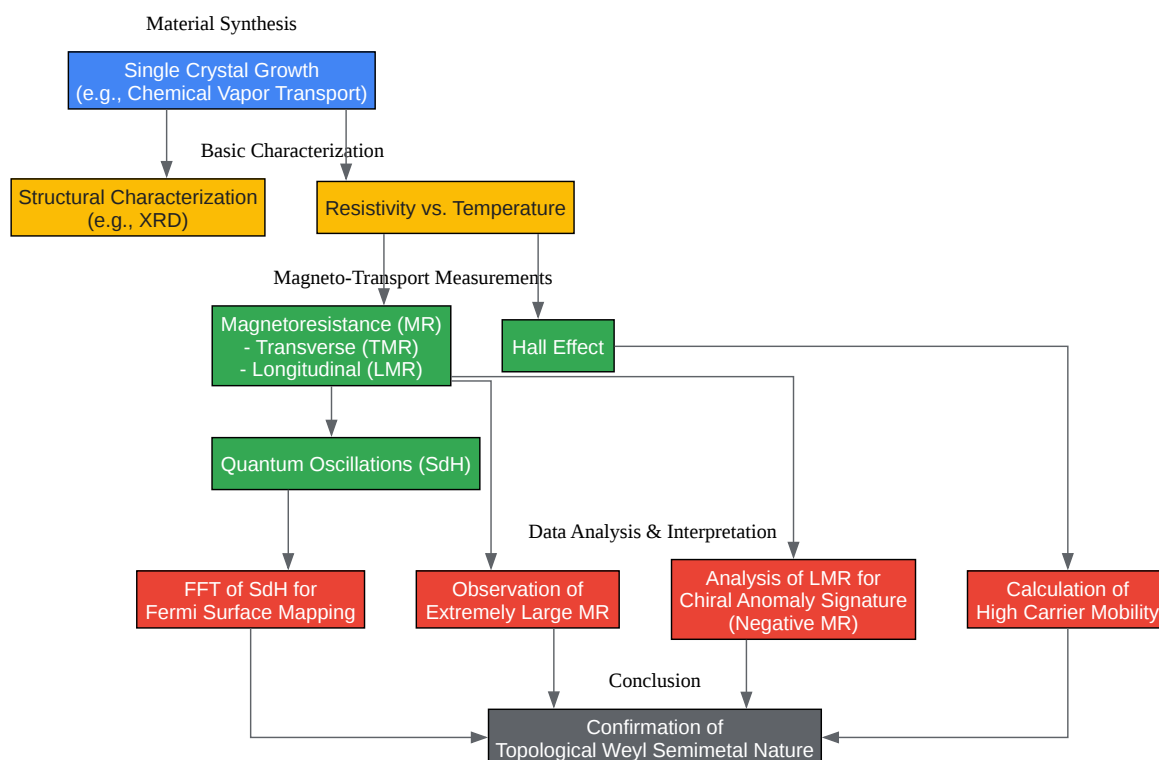 Material Synthesis
Single Crystal Growth
(e.g., Chemical Vapor Transport)
Basic Characterization
Structural Characterization
(e.g., XRD)
Resistivity vs. Temperature
Magneto-Transport Measurements
Magnetoresistance (MR)
- Transverse (TMR)
- Longitudinal (LMR)
Hall Effect
Quantum Oscillations (SdH)
Data Analysis & Interpretation
FFT of SdH for
Fermi Surface Mapping
Observation of
Extremely Large MR
Analysis of LMR for
Chiral Anomaly Signature
(Negative MR)
Calculation of
High Carrier Mobility
Conclusion
Confirmation of
Topological Weyl Semimetal Nature